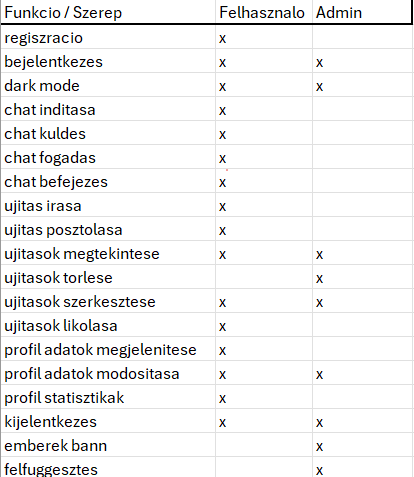 Funkcio / Szerep Felhasznalo Admin
regiszracio x
bejelentkezes x x
dark mode x x
chat inditasa x
chat kuldes x
chat fogadas x
chat befejezes x
ujitas irasa x
ujitas posztolasa x
ujitasok megtekintese x x
ujitasok torlese x
ujitasok szerkesztese x x
ujitasok likolasa x
profil adatok megjelenitese x
profil adatok modositasa x x
profil statisztikak x
kijelentkezes x x
emberek bann x
felfuggesztes x